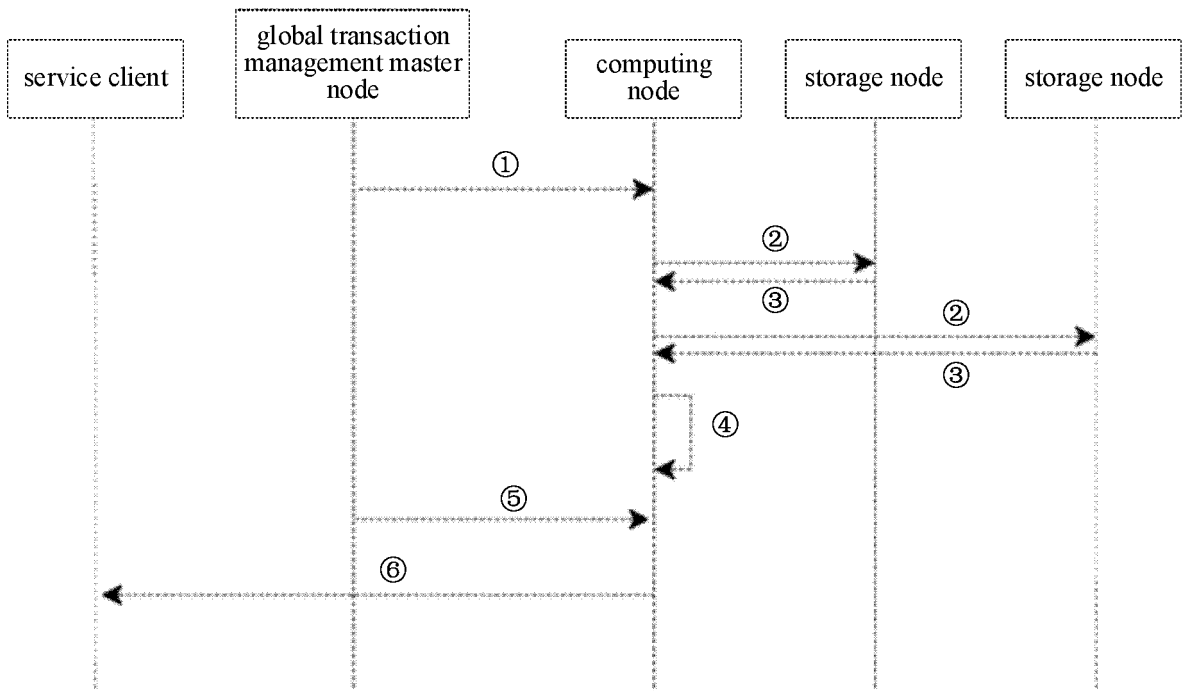 service client
global transaction
management master
node
computing
node
storage node
storage node
①
②
③
②
③
④
⑤
⑥